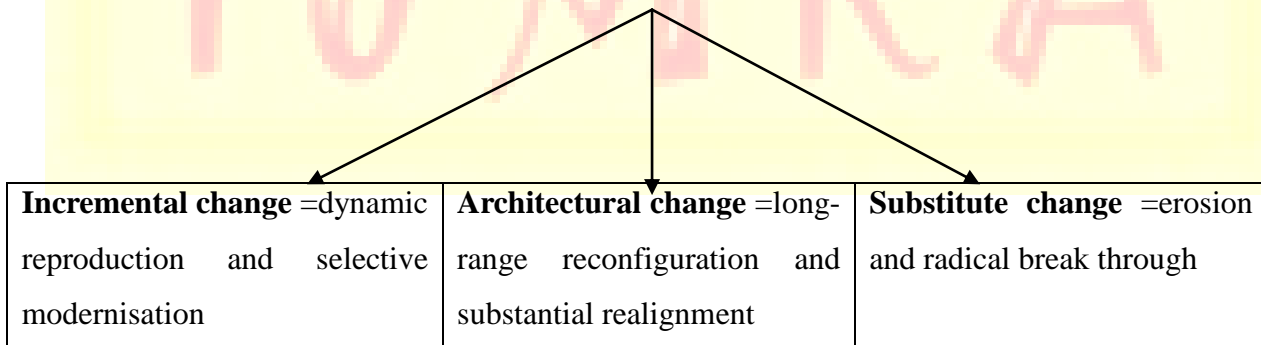 Incremental change =dynamic
reproduction and selective
modernisation
Architectural change =long-
range reconfiguration and
substantial realignment
Substitute change =erosion
and radical break through